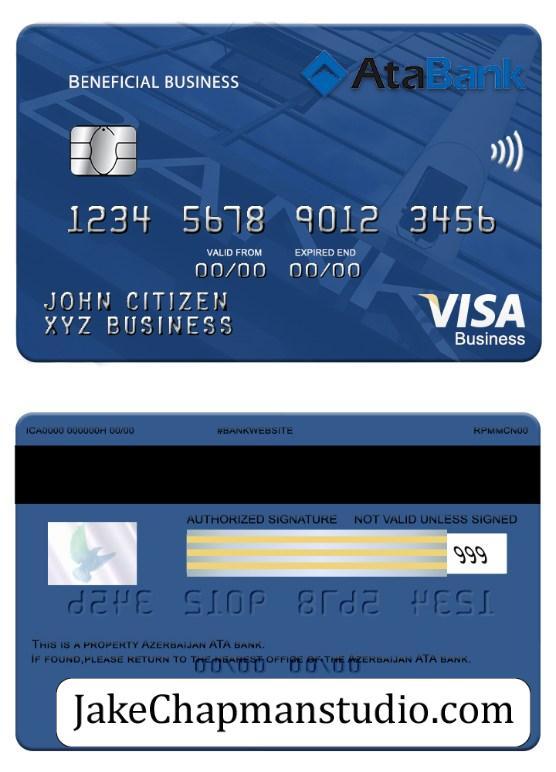 BENEFICIAL BUSINESS
AtaBank
1234 5678 9012 3456
VALID FROM EXPIRED END
00/00 00/00
JOHN CITIZEN
XYZ BUSINESS
VISA
Business
ICA0000 000000H 00/00 #BANKWEBSITE RPMMCN00
AUTHORIZED SIGNATURE NOT VALID UNLESS SIGNED
999
THIS IS A PROPERTY AZERBAIJAN ATA BANK.
IF FOUND,PLEASE RETURN TO THE NEAREST OFFICE OF THE AZERBAIJAN ATA BANK.
JakeChapmanstudio.com